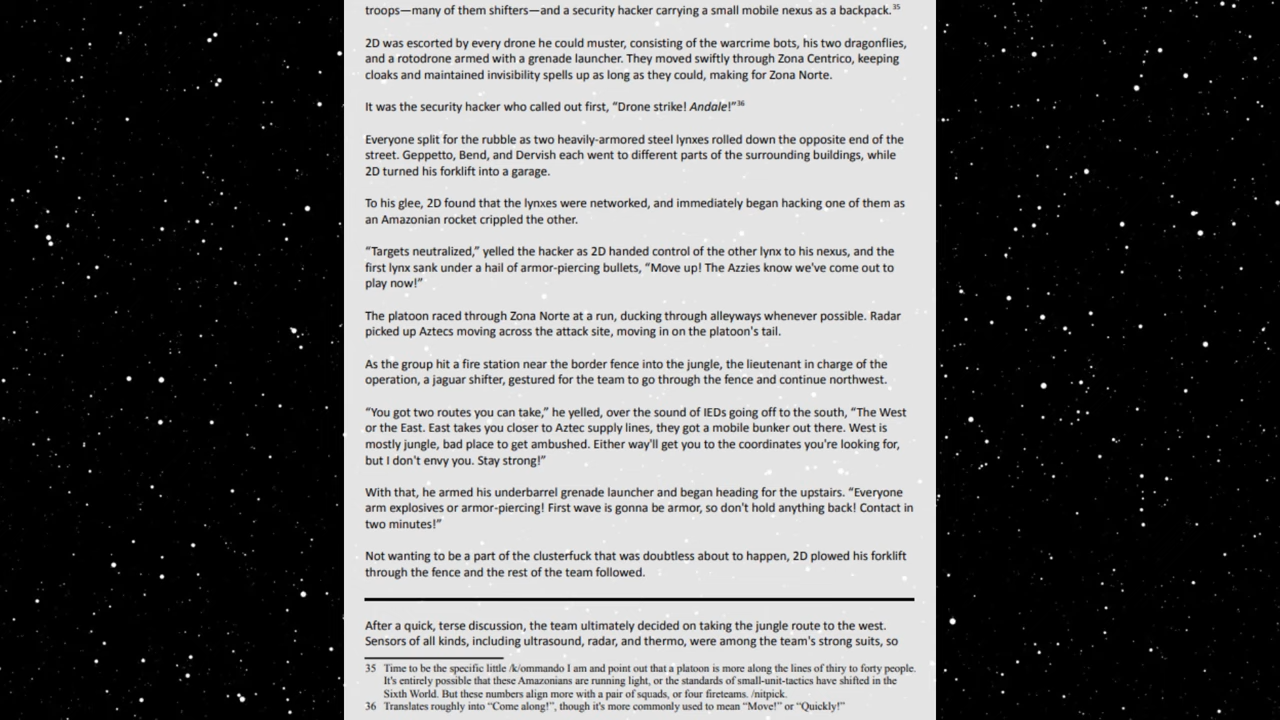 troops—many of them shifters—and a security hacker carrying a small mobile nexus as a backpack.35
2D was escorted by every drone he could muster, consisting of the warcrime bots, his two dragonflies,
and a rotodrone armed with a grenade launcher. They moved swiftly through Zona Centrico, keeping
cloaks and maintained invisibility spells up as long as they could, making for Zona Norte.
It was the security hacker who called out first, “Drone strike! Andale!”36
Everyone split for the rubble as two heavily-armored steel lynxes rolled down the opposite end of the
street. Geppetto, Bend, and Dervish each went to different parts of the surrounding buildings, while
2D turned his forklift into a garage.
To his glee, 2D found that the lynxes were networked, and immediately began hacking one of them as
an Amazonian rocket crippled the other.
“Targets neutralized,” yelled the hacker as 2D handed control of the other lynx to his nexus, and the
first lynx sank under a hail of armor-piercing bullets, “Move up! The Azzies know we've come out to
play now!”
The platoon raced through Zona Norte at a run, ducking through alleyways whenever possible. Radar
picked up Aztecs moving across the attack site, moving in on the platoon's tail.
As the group hit a fire station near the border fence into the jungle, the lieutenant in charge of the
operation, a jaguar shifter, gestured for the team to go through the fence and continue northwest.
“You got two routes you can take,” he yelled, over the sound of IEDs going off to the south, “The West
or the East. East takes you closer to Aztec supply lines, they got a mobile bunker out there. West is
mostly jungle, bad place to get ambushed. Either way'll get you to the coordinates you're looking for,
but I don't envy you. Stay strong!”
With that, he armed his underbarrel grenade launcher and began heading for the upstairs. “Everyone
arm explosives or armor-piercing! First wave is gonna be armor, so don't hold anything back! Contact in
two minutes!”
Not wanting to be a part of the clusterfuck that was doubtless about to happen, 2D plowed his forklift
through the fence and the rest of the team followed.
After a quick, terse discussion, the team ultimately decided on taking the jungle route to the west.
Sensors of all kinds, including ultrasound, radar, and thermo, were among the team's strong suits, so
35 Time to be the specific little /k/ommando I am and point out that a platoon is more along the lines of thiry to forty people.
It's entirely possible that these Amazonians are running light, or the standards of small-unit-tactics have shifted in the
Sixth World. But these numbers align more with a pair of squads, or four fireteams. /nitpick.
36 Translates roughly into “Come along!”, though it's more commonly used to mean “Move!” or “Quickly!”